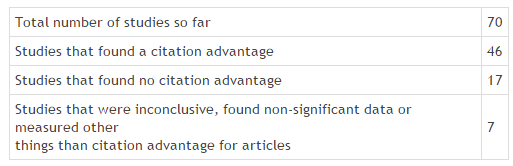 Total number of studies so far 70
Studies that found a citation advantage 46
Studies that found no citation advantage 17
Studies that were inconclusive, found non-significant data or
measured other
things than citation advantage for articles 7